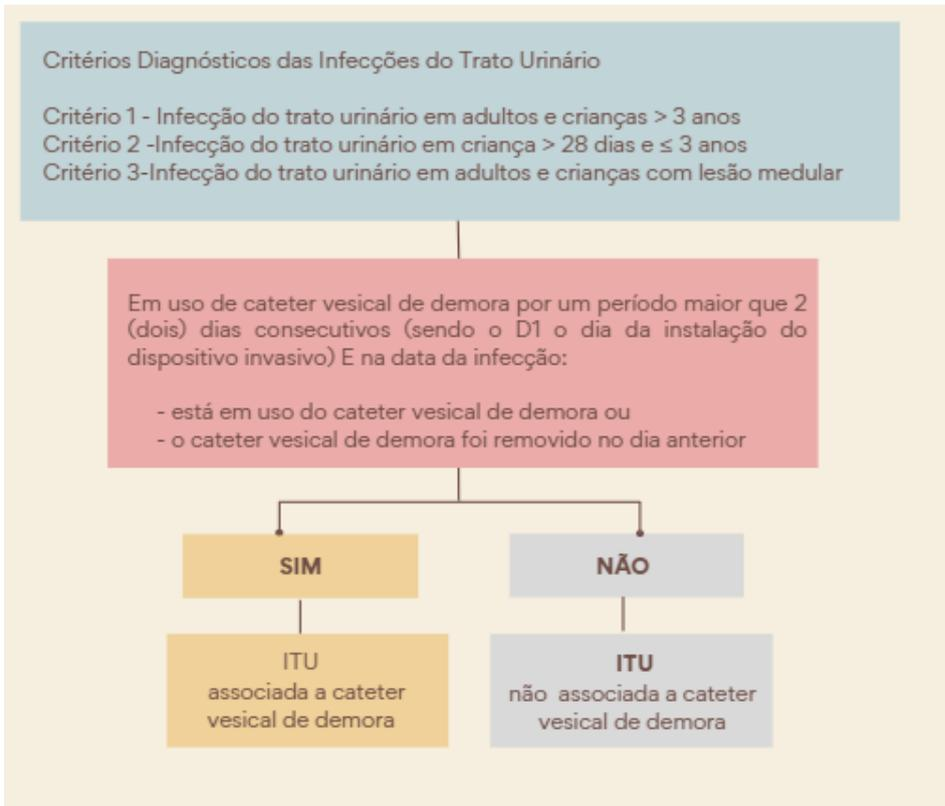 Critérios Diagnósticos das Infecções do Trato Urinário
Critério 1 - Infecção do trato urinário em adultos e crianças > 3 anos
Critério 2 -Infecção do trato urinário em criança > 28 dias e ≤ 3 anos
Critério 3-Infecção do trato urinário em adultos e crianças com lesão medular
Em uso de cateter vesical de demora por um período maior que 2
(dois) dias consecutivos (sendo o D1 o dia da instalação do
dispositivo invasivo) E na data da infecção:
- está em uso do cateter vesical de demora ou
- o cateter vesical de demora foi removido no dia anterior
SIM
NÃO
ITU
associada a cateter
vesical de demora
ITU
não associada a cateter
vesical de demora